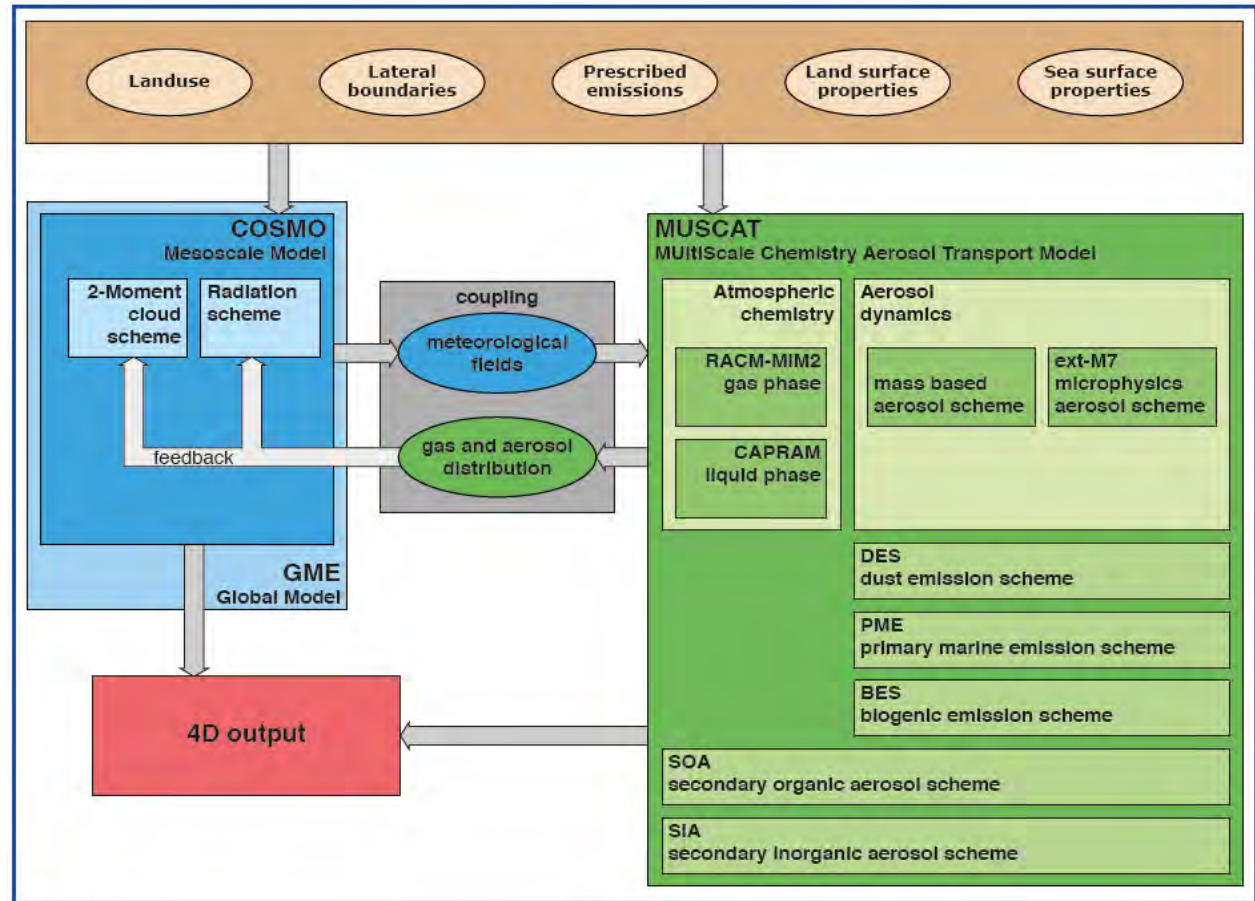 Landuse
Lateral
boundaries
Prescribed
emissions
Land surface
properties
Sea surface
properties
COSMO
Mesoscale Model
2-Moment
cloud
scheme
Radiation
scheme
feedback
GME
Global Model
coupling
meteorological
fields
gas and aerosol
distribution
MUSCAT
MUltiScale Chemistry Aerosol Transport Model
Atmospheric
chemistry
RACM-MIM2
gas phase
CAPRAM
liquid phase
Aerosol
dynamics
mass based
aerosol scheme
ext-M7
microphysics
aerosol scheme
DES
dust emission scheme
PME
primary marine emission scheme
BES
biogenic emission scheme
SOA
secondary organic aerosol scheme
SIA
secondary inorganic aerosol scheme
4D output